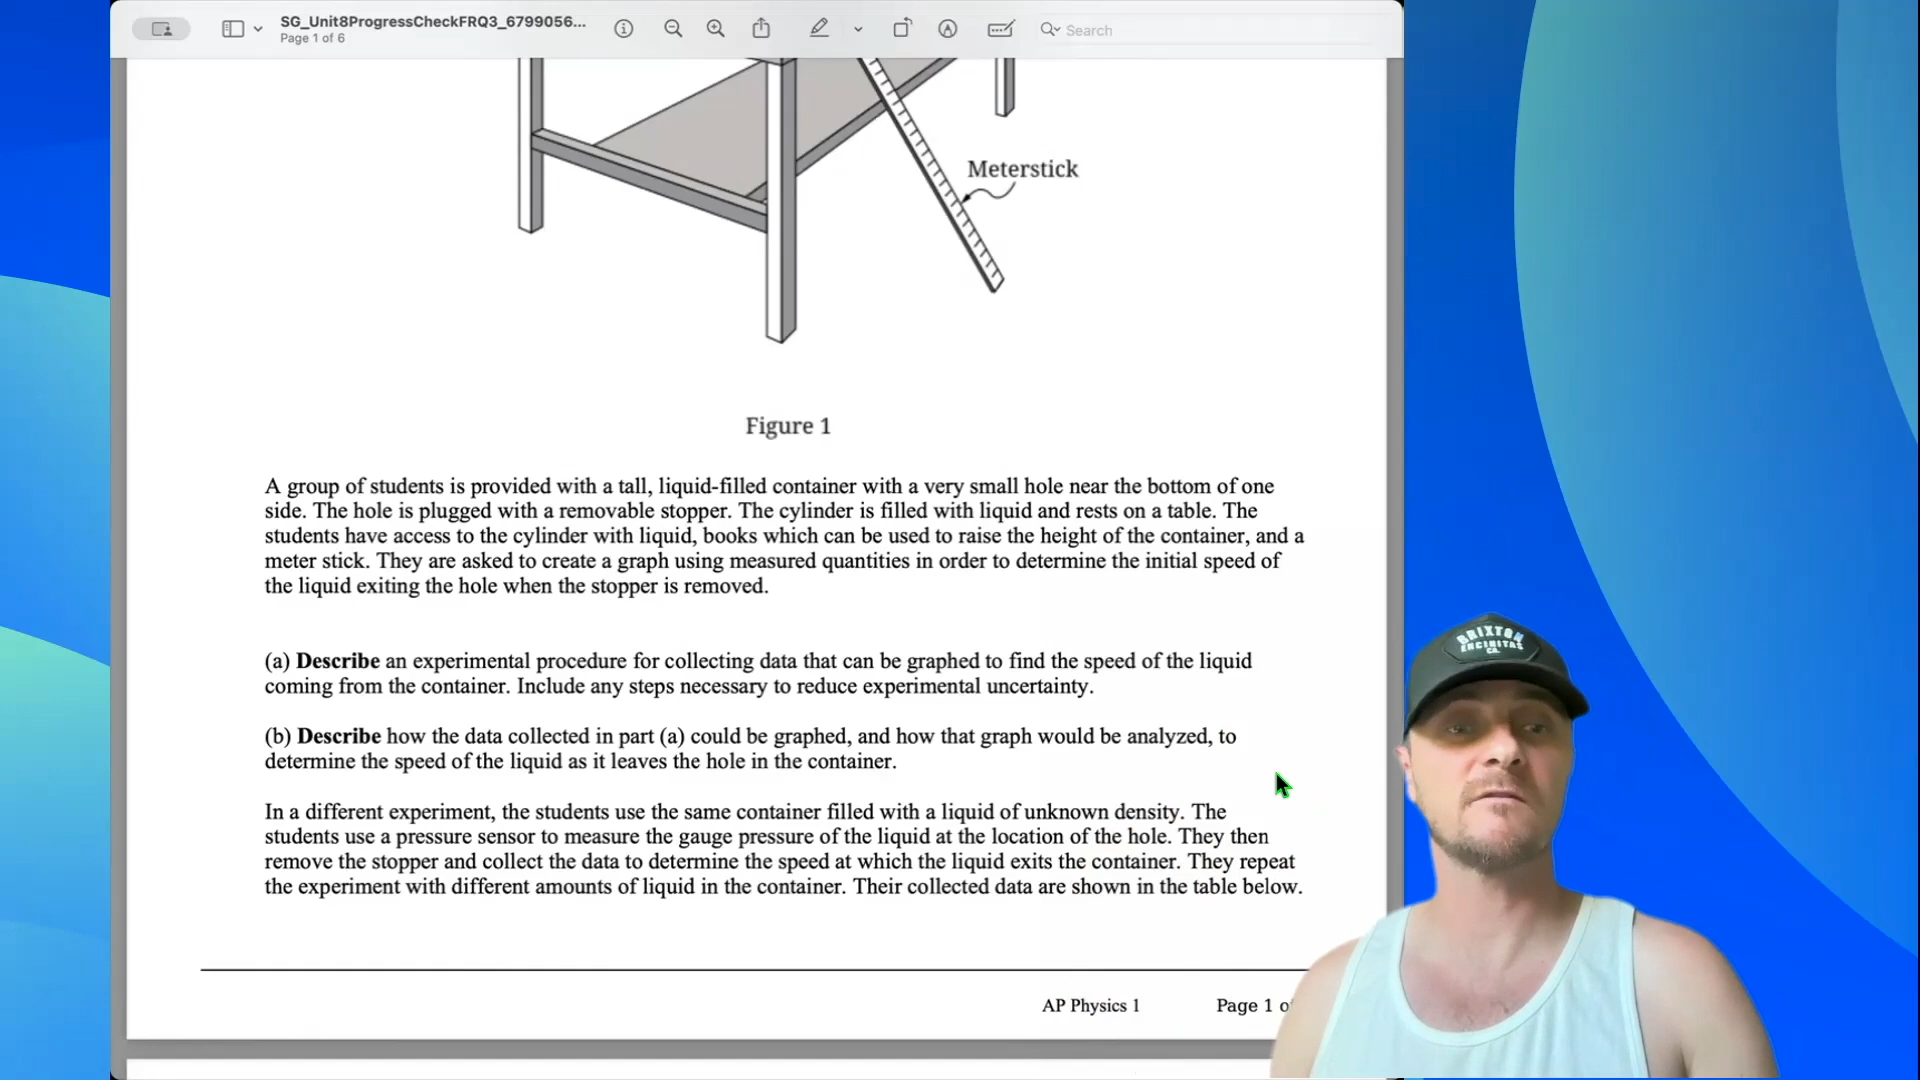 SG_Unit8ProgressCheckFRQ3_6799056...
Page 1 of 6
Search
Meterstick
Figure 1
A group of students is provided with a tall, liquid-filled container with a very small hole near the bottom of one
side. The hole is plugged with a removable stopper. The cylinder is filled with liquid and rests on a table. The
students have access to the cylinder with liquid, books which can be used to raise the height of the container, and a
meter stick. They are asked to create a graph using measured quantities in order to determine the initial speed of
the liquid exiting the hole when the stopper is removed.
(a) Describe an experimental procedure for collecting data that can be graphed to find the speed of the liquid
coming from the container. Include any steps necessary to reduce experimental uncertainty.
(b) Describe how the data collected in part (a) could be graphed, and how that graph would be analyzed, to
determine the speed of the liquid as it leaves the hole in the container.
In a different experiment, the students use the same container filled with a liquid of unknown density. The
students use a pressure sensor to measure the gauge pressure of the liquid at the location of the hole. They then
remove the stopper and collect the data to determine the speed at which the liquid exits the container. They repeat
the experiment with different amounts of liquid in the container. Their collected data are shown in the table below.
AP Physics 1 Page 1 o
BRIXTON
ENCINITAS
CA.